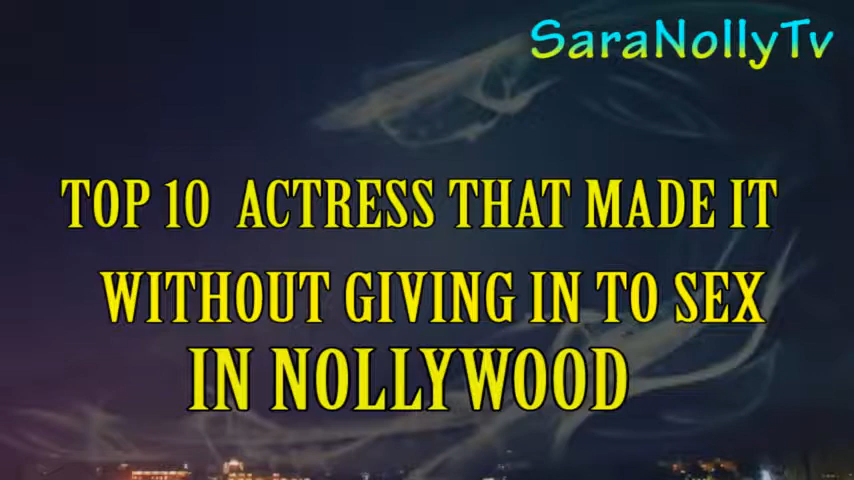 SaraNollyTv
TOP 10 ACTRESS THAT MADE IT
WITHOUT GIVING IN TO SEX
IN NOLLYWOOD